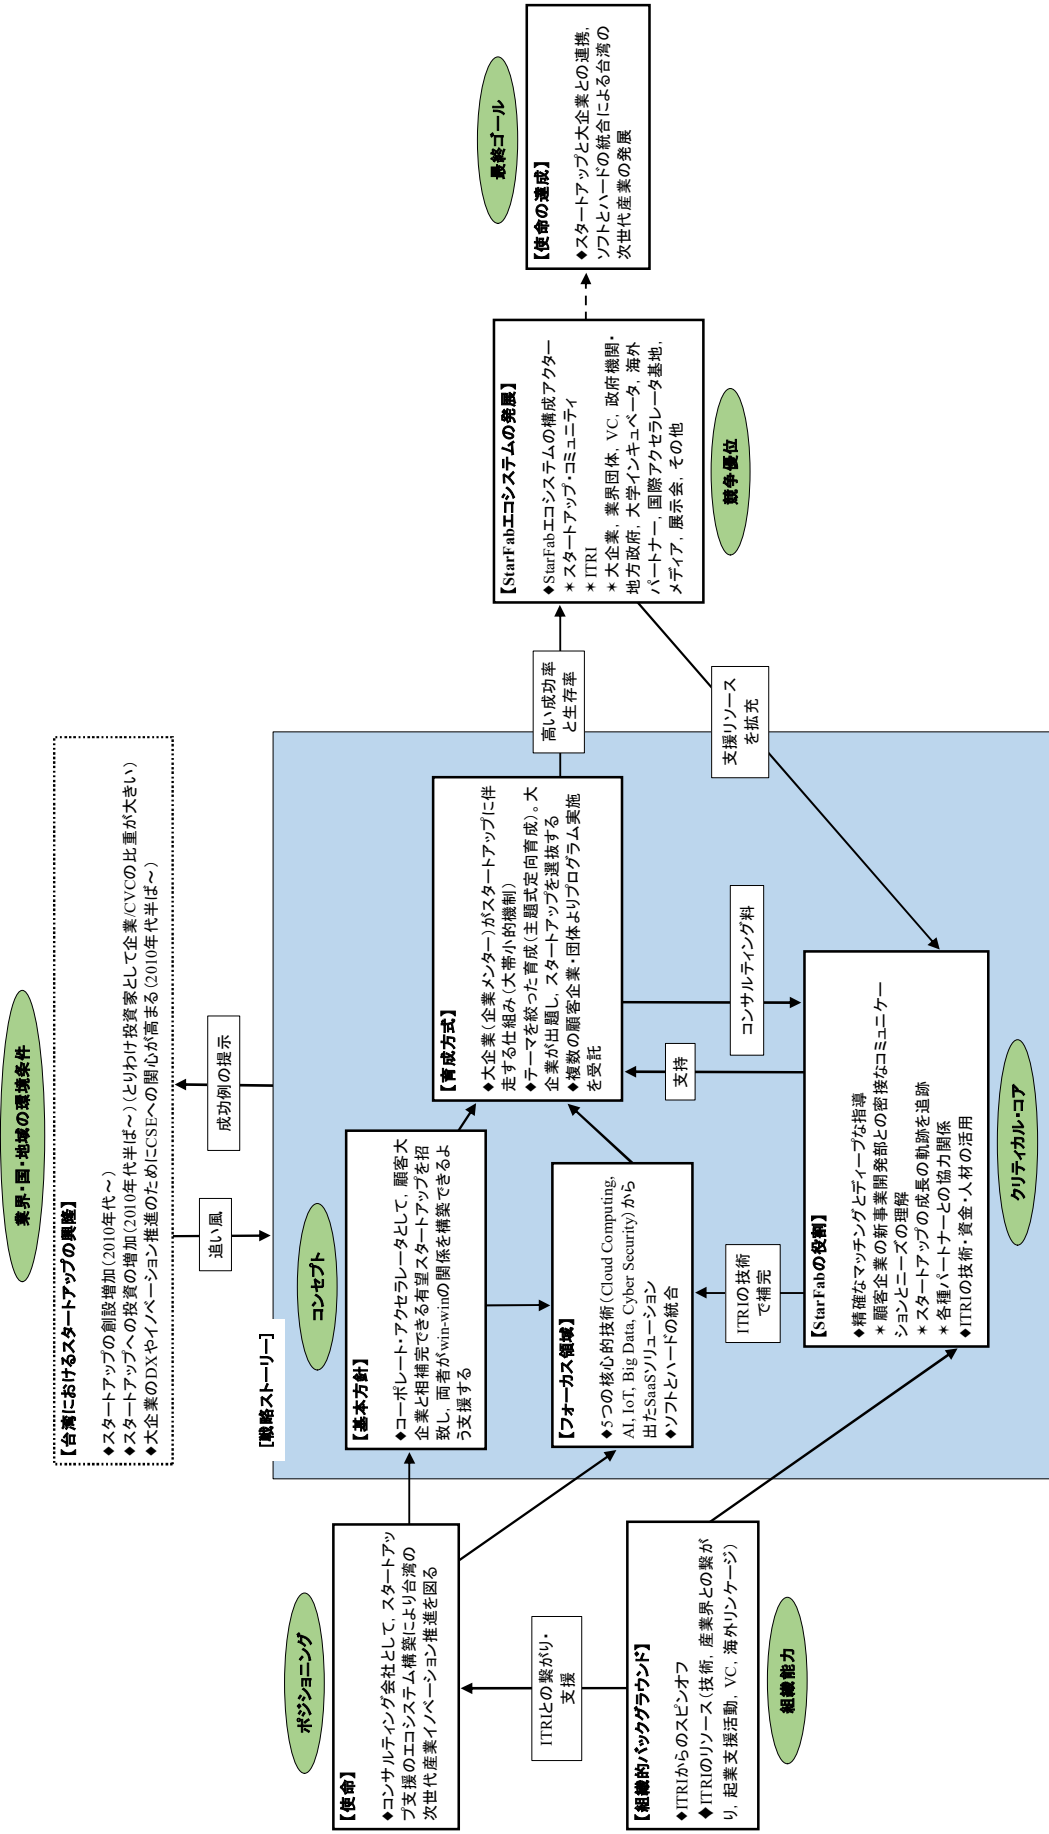 業界・国・地域の環境条件
【台湾におけるスタートアップの興隆】
◆スタートアップの創設増加（2010年代～）
◆スタートアップへの投資の増加（2010年代半ば～）（とりわけ投資家として企業/CVCの比重が大きい）
◆大企業のDXやイノベーション推進のためにCSEへの関心が高まる（2010年代半ば～）
追い風
成功例の提示
[戦略ストーリー]
ポジショニング
【使命】
◆コンサルティング会社として，スタートアッ
プ支援のエコシステム構築により台湾の
次世代産業イノベーション推進を図る
ITRIとの繋がり・
支援
【組織的バックグラウンド】
◆ITRIからのスピンオフ
◆ITRIのリソース（技術，産業界との繋が
り，起業支援活動，VC，海外リンケージ）
組織能力
コンセプト
【基本方針】
◆コーポレート・アクセラレータとして，顧客大
企業と相補完できる有望スタートアップを招
致し，両者がwin-winの関係を構築できるよ
う支援する
【フォーカス領域】
◆5つの核心的技術（Cloud Computing,
AI, IoT, Big Data, Cyber Security）から
出たSaaSソリューション
◆ソフトとハードの統合
ITRIの技術
で補完
【育成方式】
◆大企業（企業メンター）がスタートアップに伴
走する仕組み（大帯小的機制）
◆テーマを絞った育成（主題式定向育成）。大
企業が出題し，スタートアップを選抜する
◆複数の顧客企業・団体よりプログラム実施
を受託
支持
コンサルティング料
【StarFabの役割】
◆精確なマッチングとディープな指導
＊顧客企業の新事業開発部との密接なコミュニケー
ションとニーズの理解
＊スタートアップの成長の軌跡を追跡
＊各種パートナーとの協力関係
◆ITRIの技術・資金・人材の活用
クリティカル・コア
高い成功率
と生存率
支援リソース
を拡充
【StarFabエコシステムの発展】
◆StarFabエコシステムの構成アクター
＊スタートアップ・コミュニティ
＊ITRI
＊大企業，業界団体，VC，政府機関・
地方政府，大学インキュベータ，海外
パートナー，国際アクセラレータ基地，
メディア，展示会，その他
競争優位
最終ゴール
【使命の達成】
◆スタートアップと大企業との連携，
ソフトとハードの統合による台湾の
次世代産業の発展